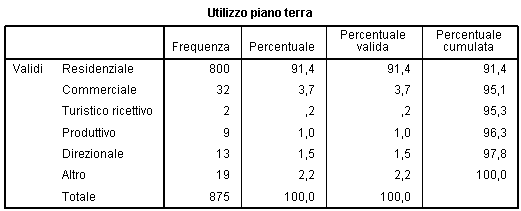 Utilizzo piano terra
Frequenza Percentuale Percentuale valida Percentuale cumulata
Validi Residenziale 800 91,4 91,4 91,4
Commerciale 32 3,7 3,7 95,1
Turistico ricettivo 2 ,2 ,2 95,3
Produttivo 9 1,0 1,0 96,3
Direzionale 13 1,5 1,5 97,8
Altro 19 2,2 2,2 100,0
Totale 875 100,0 100,0